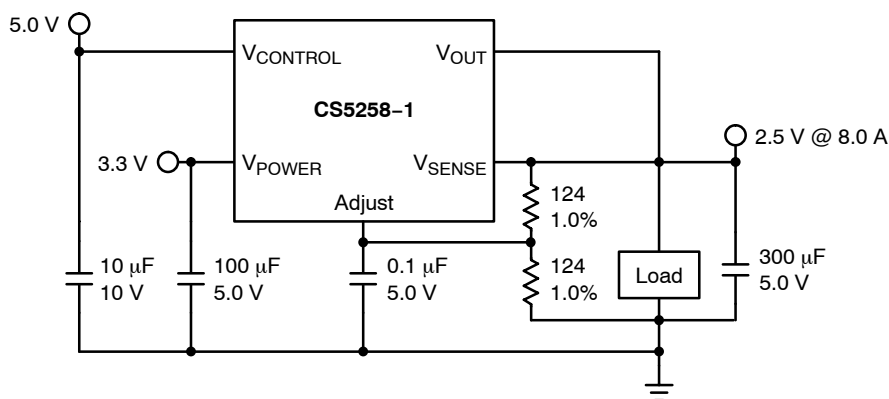 5.0 V
VCONTROL
VOUT
CS5258−1
2.5 V @ 8.0 A
3.3 V
VPOWER
VSENSE
Adjust
124
1.0%
10 μF
10 V
100 μF
5.0 V
0.1 μF
5.0 V
124
1.0%
Load
300 μF
5.0 V